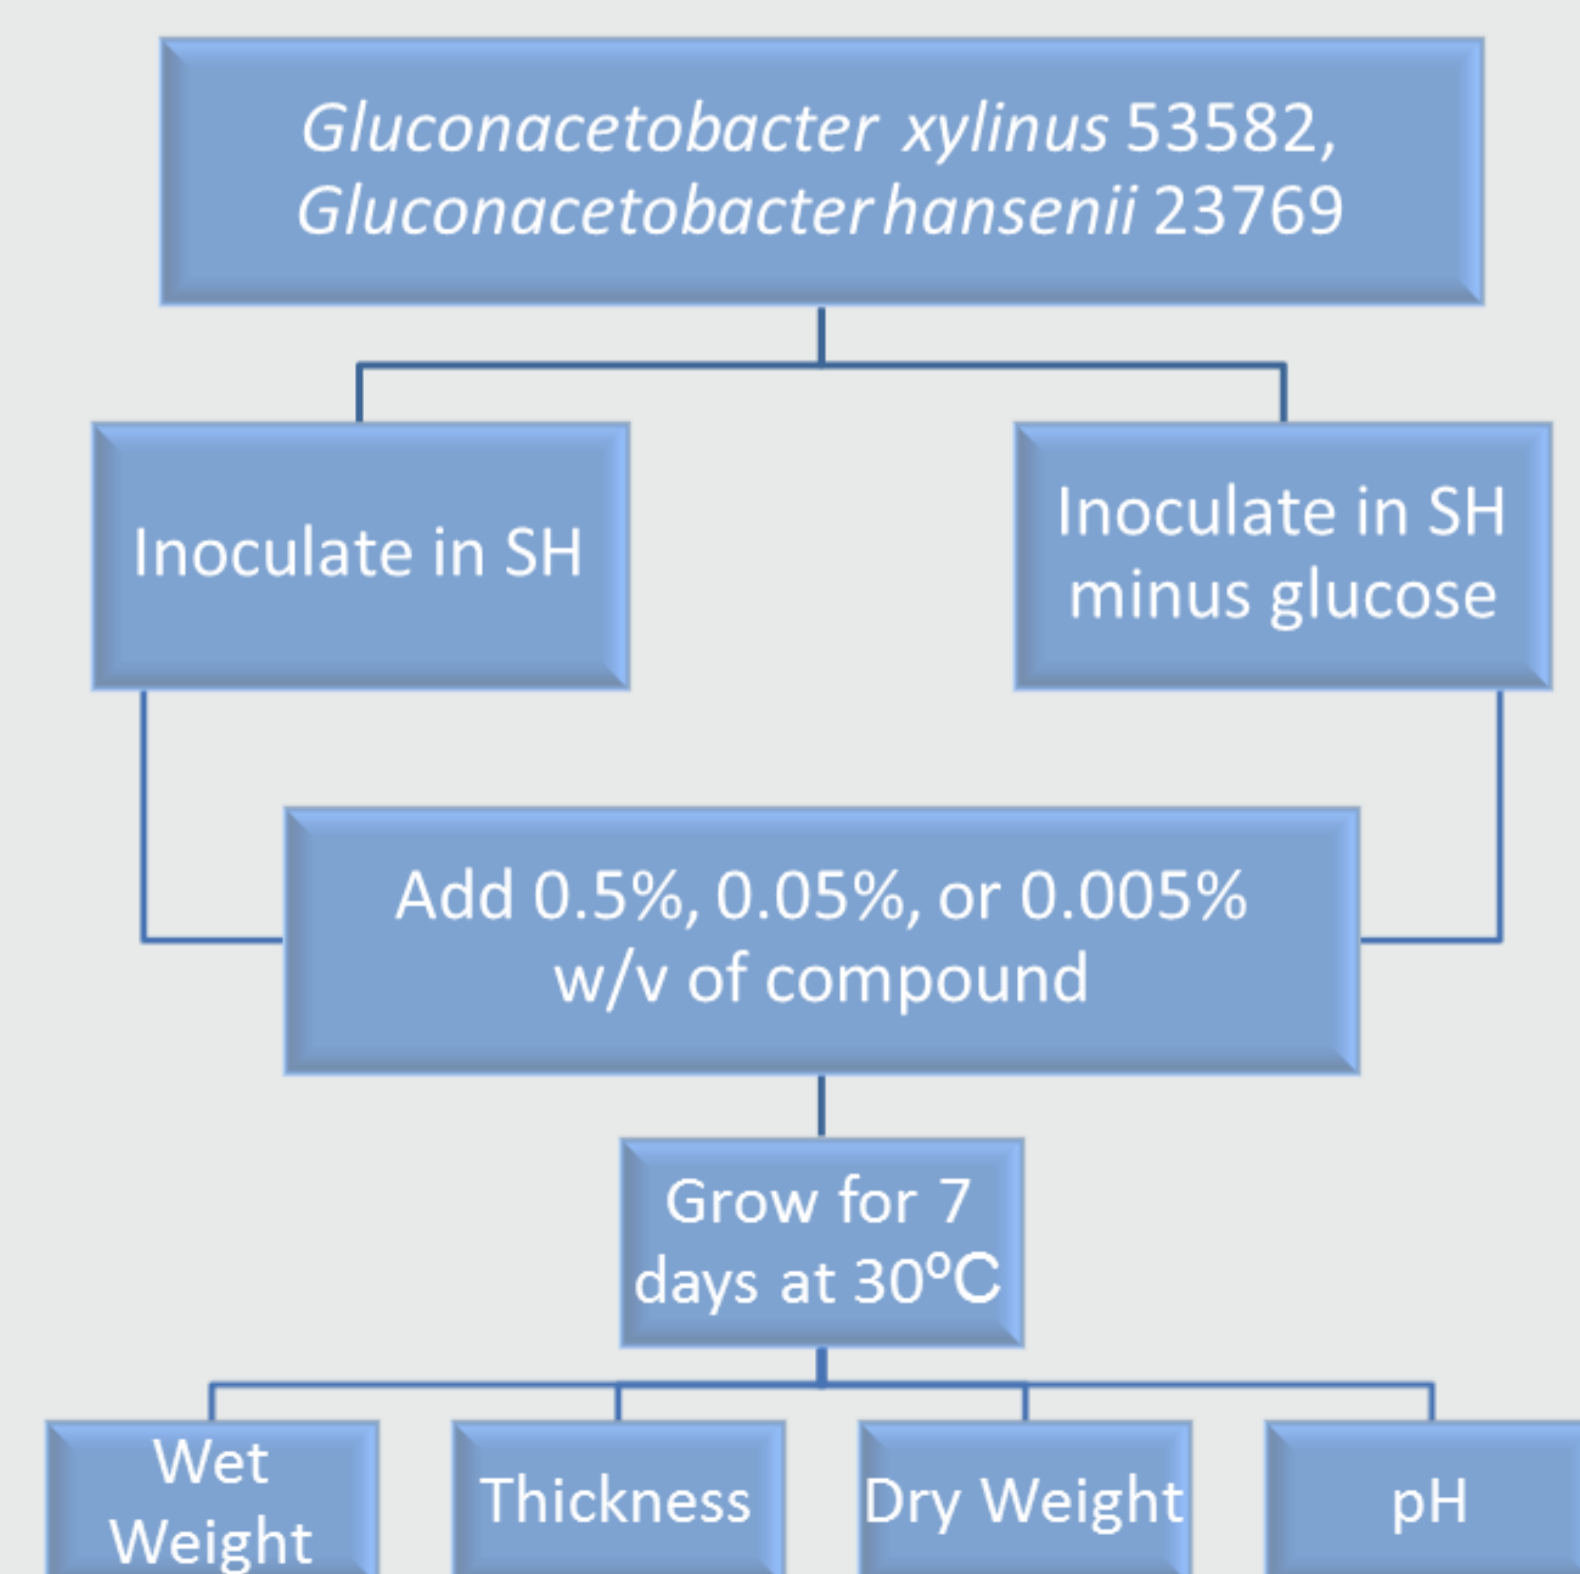 Gluconacetobacter xylinus 53582,
Gluconacetobacter hansenii 23769
Inoculate in SH
Inoculate in SH
minus glucose
Add 0.5%, 0.05%, or 0.005%
w/v of compound
Grow for 7
days at 30ºC
Wet
Weight
Thickness
Dry Weight
pH